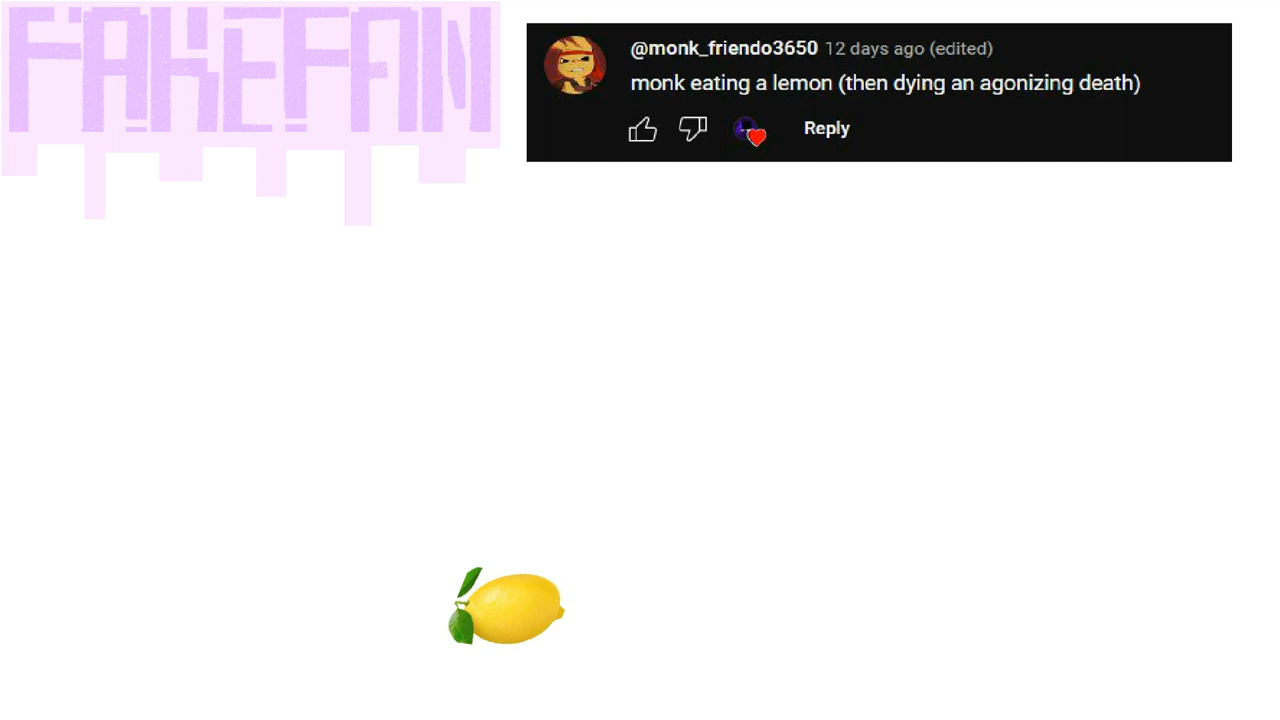 FAKEFAN
@monk_friendo3650 12 days ago (edited)
monk eating a lemon (then dying an agonizing death)
Reply